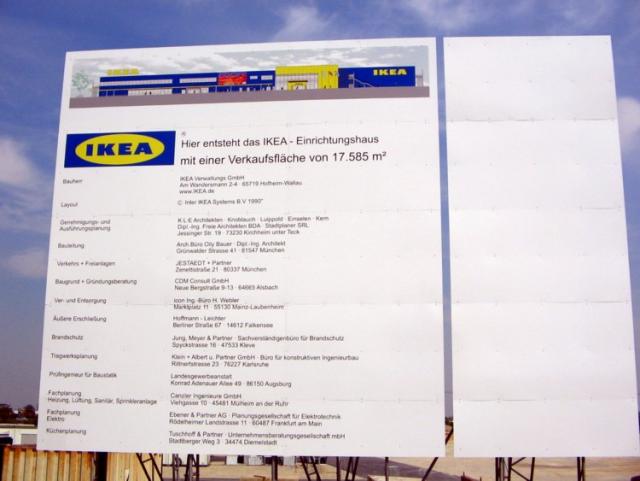 IKEA
IKEA
IKEA
®
Hier entsteht das IKEA - Einrichtungshaus
mit einer Verkaufsfläche von 17.585 m²
Bauherr
IKEA Verwaltungs GmbH
Am Wandersmann 2-4 · 65719 Hofheim-Wallau
www.IKEA.de
Layout
© Inter IKEA Systems B.V 1990"
Genehmigungs- und
Ausführungsplanung
K·L·E Architekten · Knoblauch · Luippold · Einselen · Kern
Dipl.-Ing. Freie Architekten BDA · Stadtplaner SRL
Jessinger Str. 19 · 73230 Kirchheim unter Teck
Bauleitung
Arch.Büro Oily Bauer · Dipl.-Ing. Architekt
Grünwalder Strasse 41 · 81547 München
Verkehrs + Freianlagen
JESTAEDT + Partner
Zenettistraße 21 · 80337 München
Baugrund + Gründungsberatung
CDM Consult GmbH
Neue Bergstraße 9-13 · 64665 Alsbach
Ver- und Entsorgung
icon Ing.-Büro H. Webler
Marktplatz 11 · 55130 Mainz-Laubenheim
Äußere Erschließung
Hoffmann - Leichter
Berliner Straße 67 · 14612 Falkensee
Brandschutz
Jung, Meyer & Partner · Sachverständigenbüro für Brandschutz
Spyckstrasse 16 · 47533 Kleve
Tragwerksplanung
Klein + Albert u. Partner GmbH · Büro für konstruktiven Ingenieurbau
Rittnerstraße 23 · 76227 Karlsruhe
Prüfingenieur für Baustatik
Landesgewerbeanstalt
Konrad Adenauer Allee 49 · 86150 Augsburg
Fachplanung
Heizung, Lüftung, Sanitär, Sprinkleranlage
Canzler Ingenieure GmbH
Viehgasse 10 · 45481 Mülheim an der Ruhr
Fachplanung
Elektro
Ebener & Partner AG · Planungsgesellschaft für Elektrotechnik
Rödelheimer Landstrasse 11 · 60487 Frankfurt am Main
Küchenplanung
Tuschhoff & Partner · Unternehmensberatungsgesellschaft mbH
Stadtberger Weg 3 · 34474 Diemelstadt